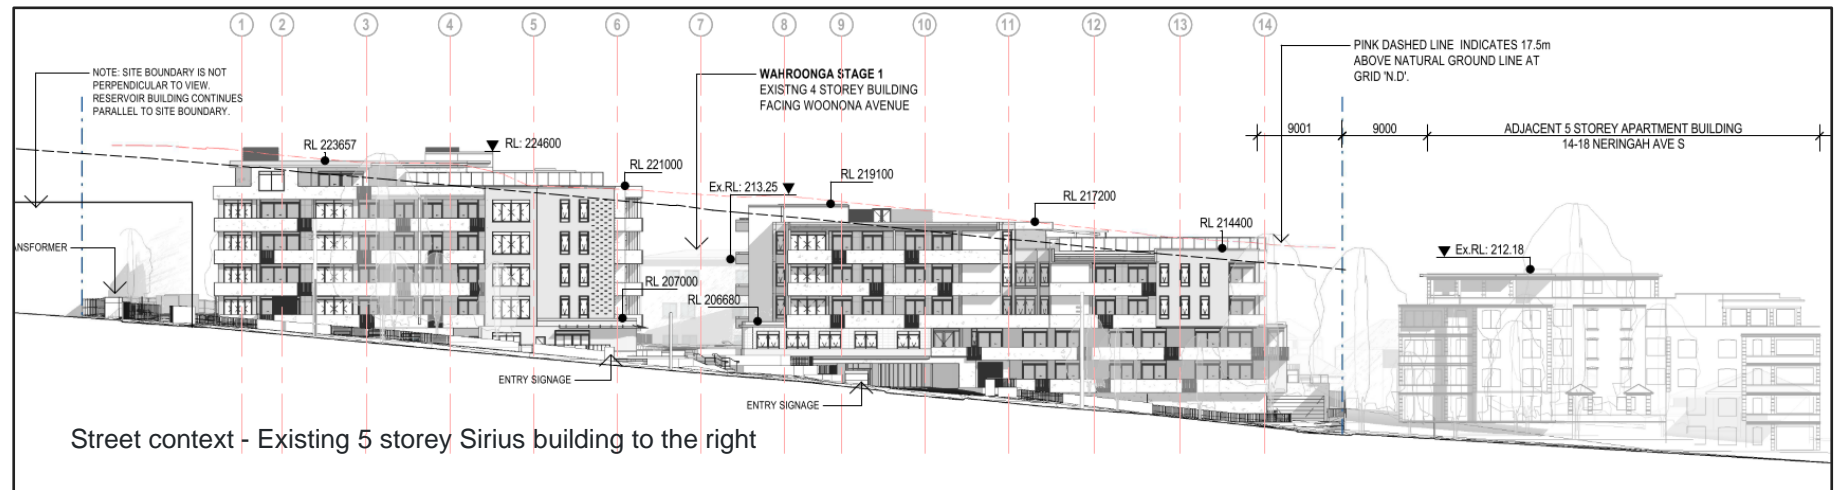 1 2 3 4 5 6 7 8 9 10 11 12 13 14
NOTE: SITE BOUNDARY IS NOT
PERPENDICULAR TO VIEW.
RESERVOIR BUILDING CONTINUES
PARALLEL TO SITE BOUNDARY.
WAHROONGA STAGE 1
EXISTNG 4 STOREY BUILDING
FACING WOONONA AVENUE
PINK DASHED LINE INDICATES 17.5m
ABOVE NATURAL GROUND LINE AT
GRID 'N.D'.
9001
9000
ADJACENT 5 STOREY APARTMENT BUILDING
14-18 NERINGAH AVE S
RL 223657
RL: 224600
RL 221000
Ex.RL: 213.25
RL 219100
RL 217200
RL 214400
ANSFORMER
Ex.RL: 212.18
RL 207000
RL 206680
ENTRY SIGNAGE
ENTRY SIGNAGE
Street context - Existing 5 storey Sirius building to the right